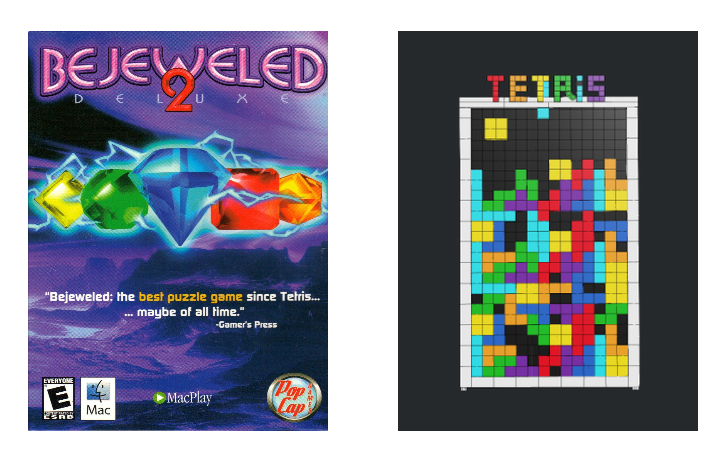 BEJEWELED
2
DELUXE
TETRIS
"Bejeweled: the best puzzle game since Tetris...
... maybe of all time."
-Gamer's Press
EVERYONE
E
ESRB
Mac
MacPlay
Pop
Cap
GAMES